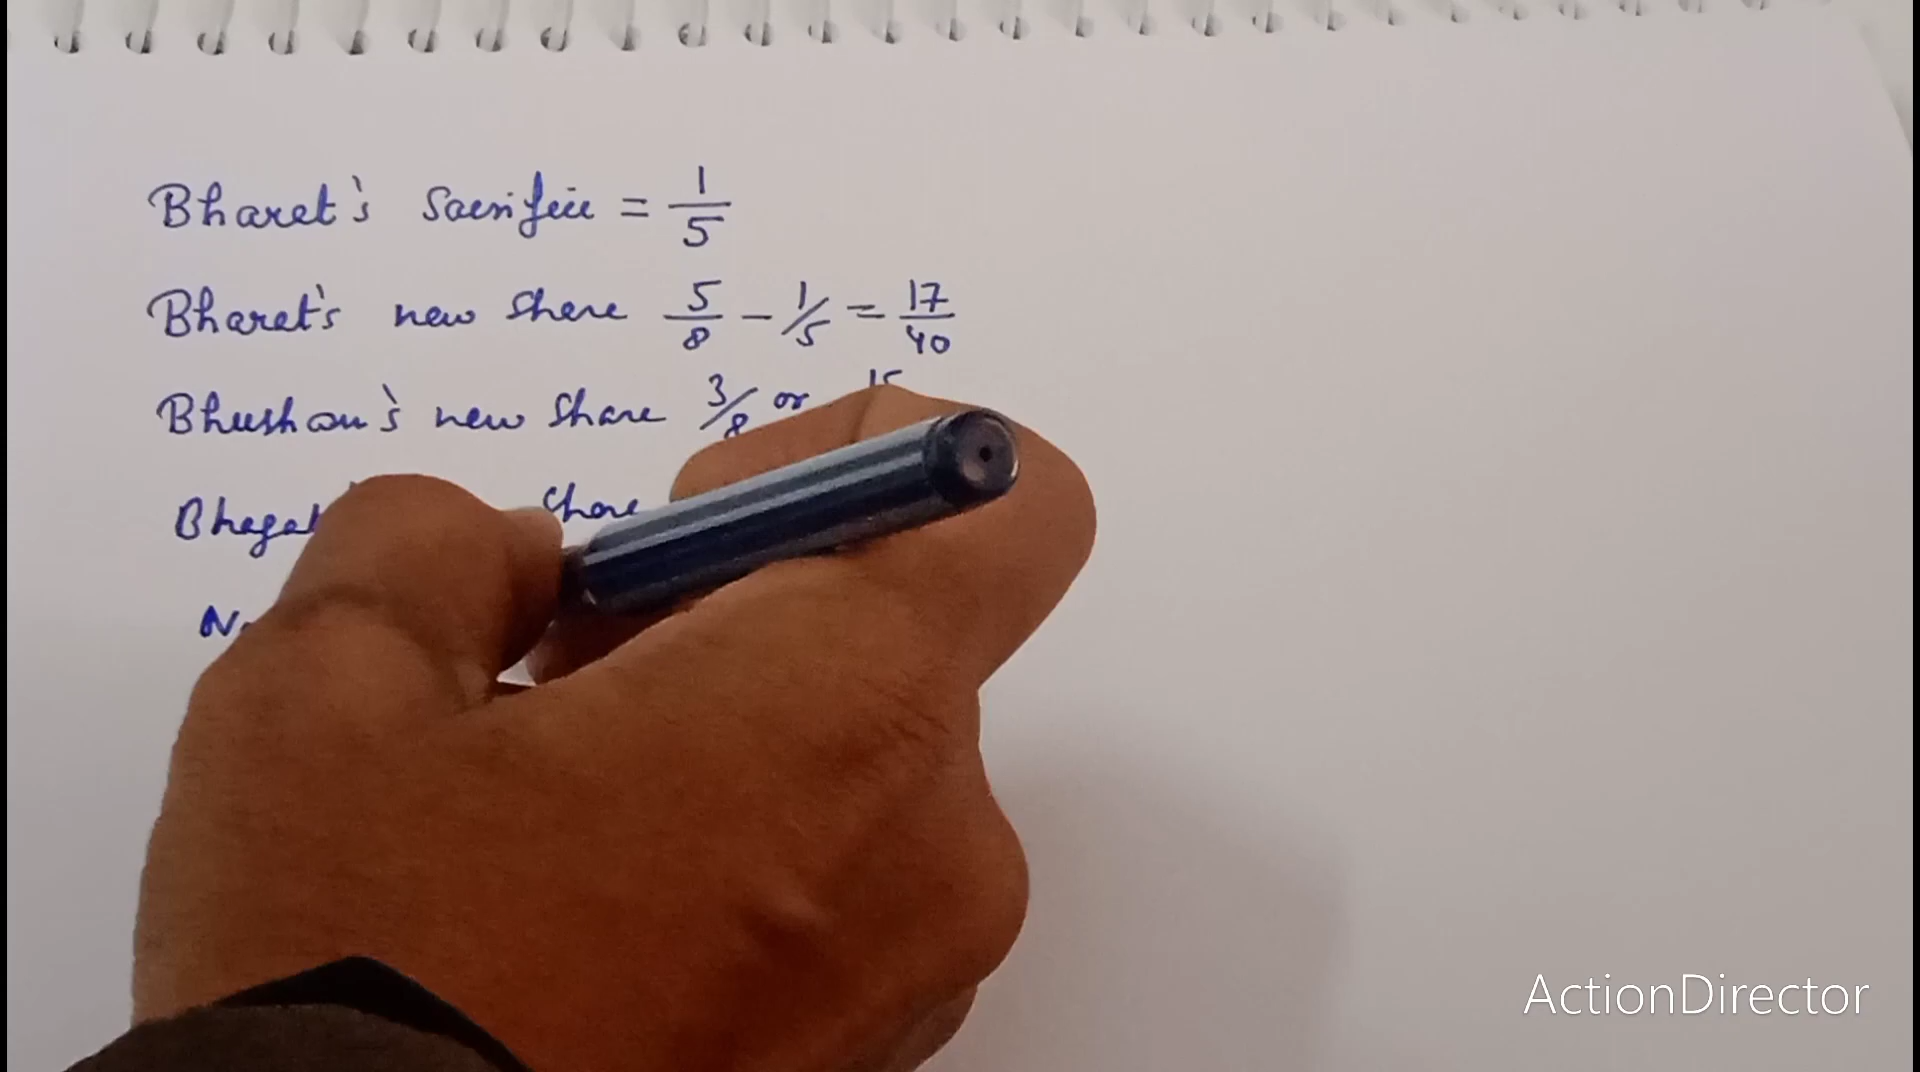 Bharat's Sacrifice = 1/5
Bharat's new Share 5/8 - 1/5 = 17/40
Bhushan's new Share 3/8 or 15
Share
ActionDirector